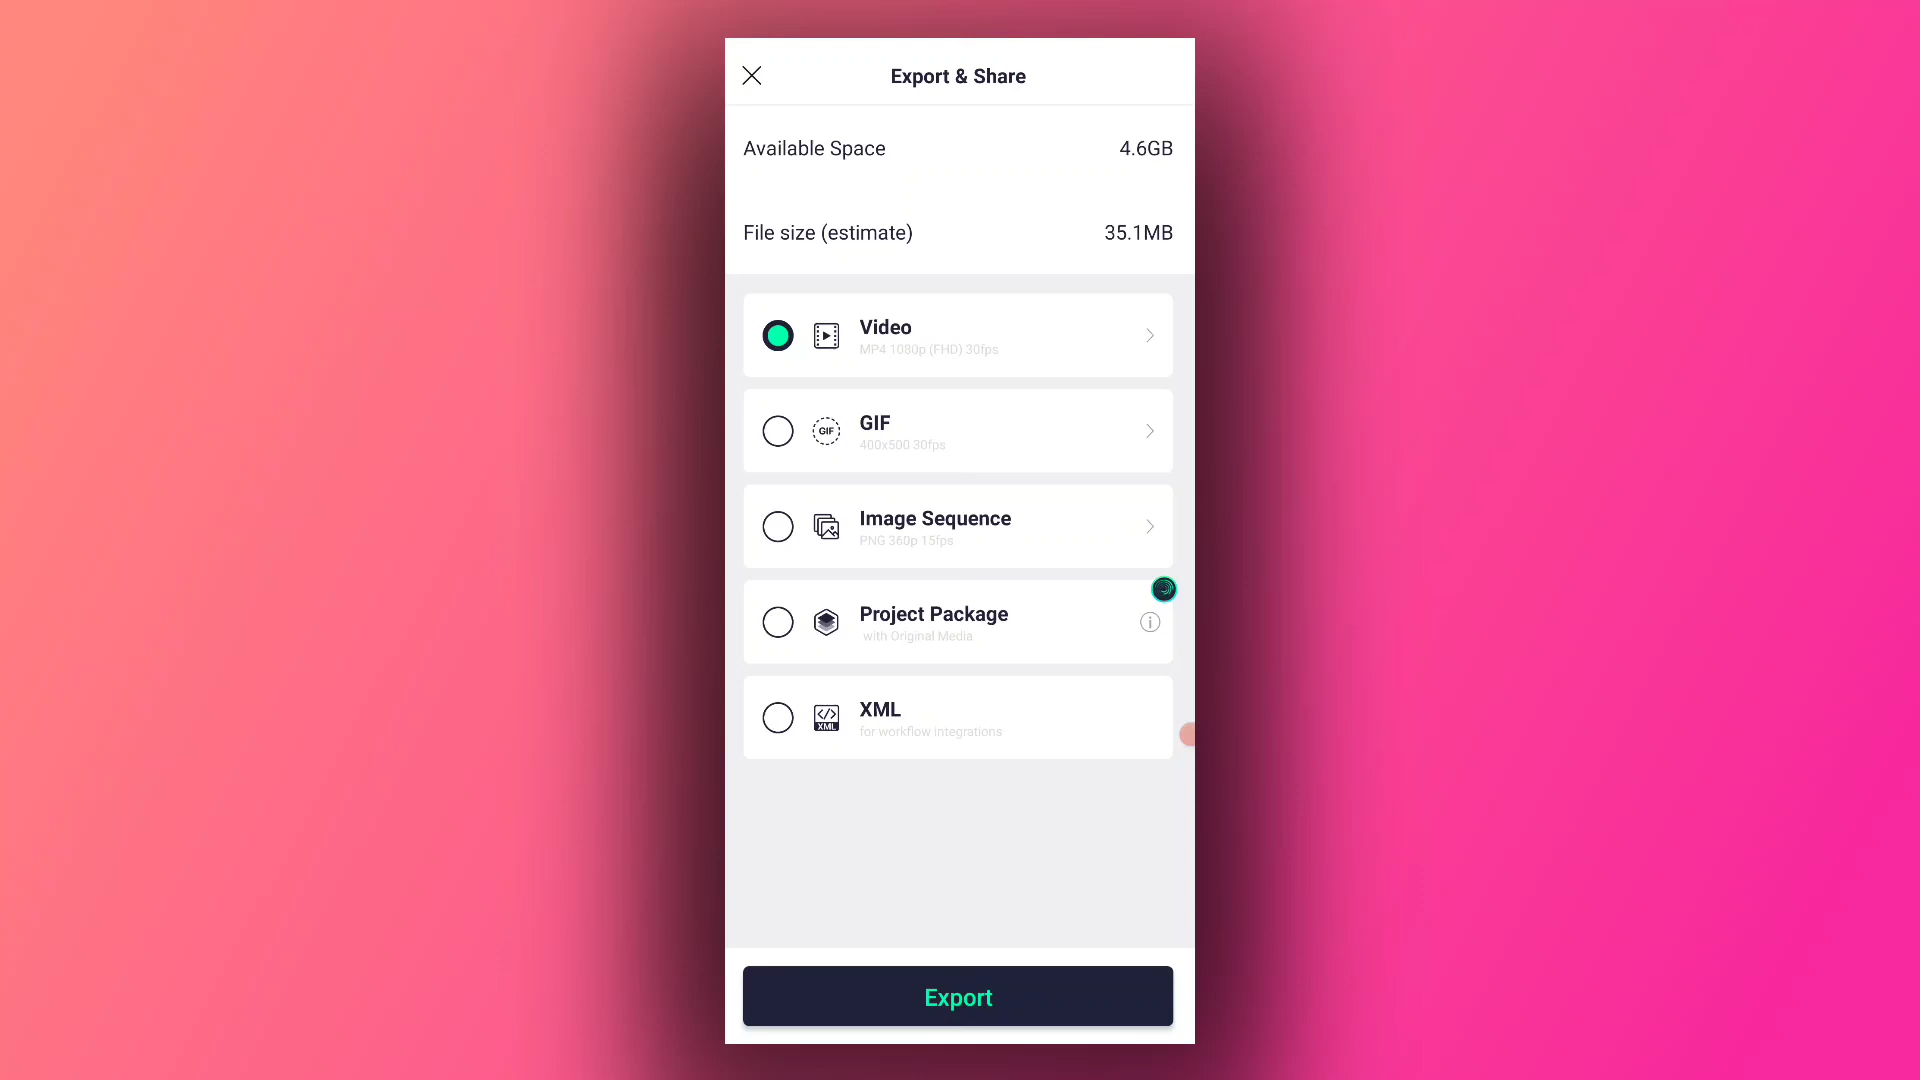 Export & Share
Available Space 4.6GB
File size (estimate) 35.1MB
Video
MP4 1080p (FHD) 30fps
GIF
GIF
400x500 30fps
Image Sequence
PNG 360p 15fps
Project Package
with Original Media
XML
</> XML
for workflow integrations
Export